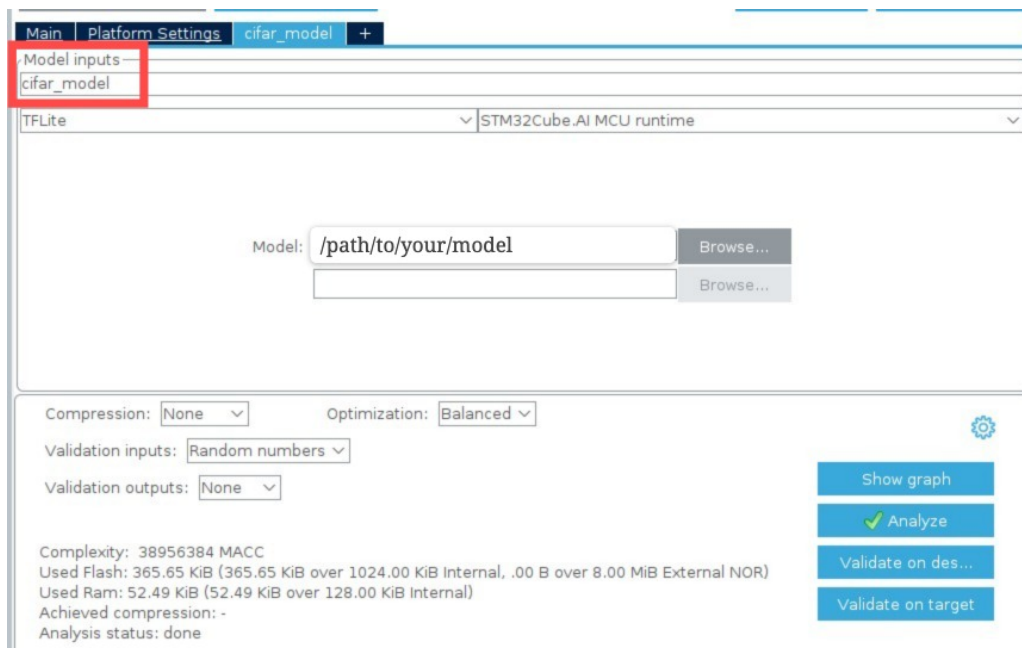 Main Platform Settings cifar_model +
Model inputs
cifar_model
TFLite STM32Cube.AI MCU runtime
Model: /path/to/your/model Browse...
Browse...
Compression: None Optimization: Balanced
Validation inputs: Random numbers
Validation outputs: None
Show graph
Analyze
Validate on des...
Validate on target
Complexity: 38956384 MACC
Used Flash: 365.65 KiB (365.65 KiB over 1024.00 KiB Internal, .00 B over 8.00 MiB External NOR)
Used Ram: 52.49 KiB (52.49 KiB over 128.00 KiB Internal)
Achieved compression: -
Analysis status: done